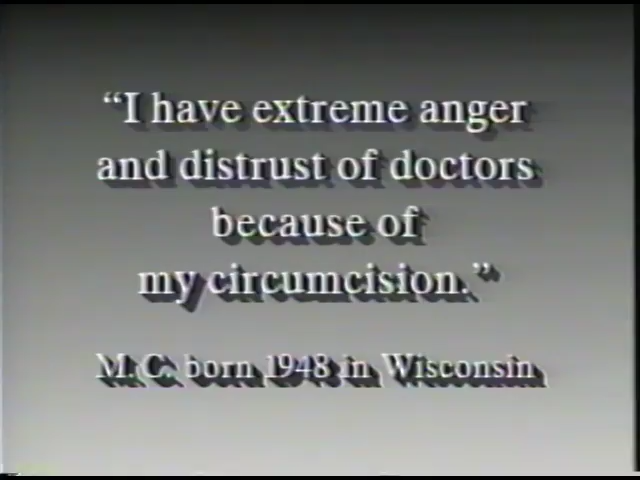 “I have extreme anger
and distrust of doctors
because of
my circumcision.”
M. C. born 1948 in Wisconsin